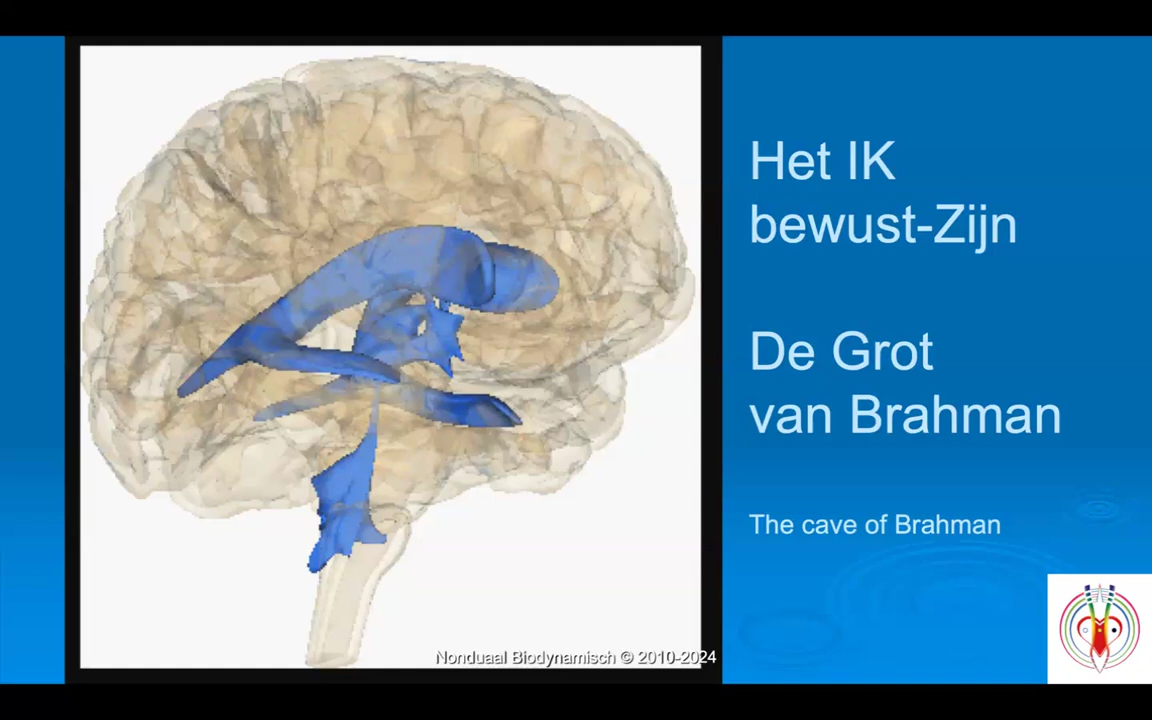 Het IK
bewust-Zijn
De Grot
van Brahman
The cave of Brahman
Nonduaal Biodynamisch © 2010-2024